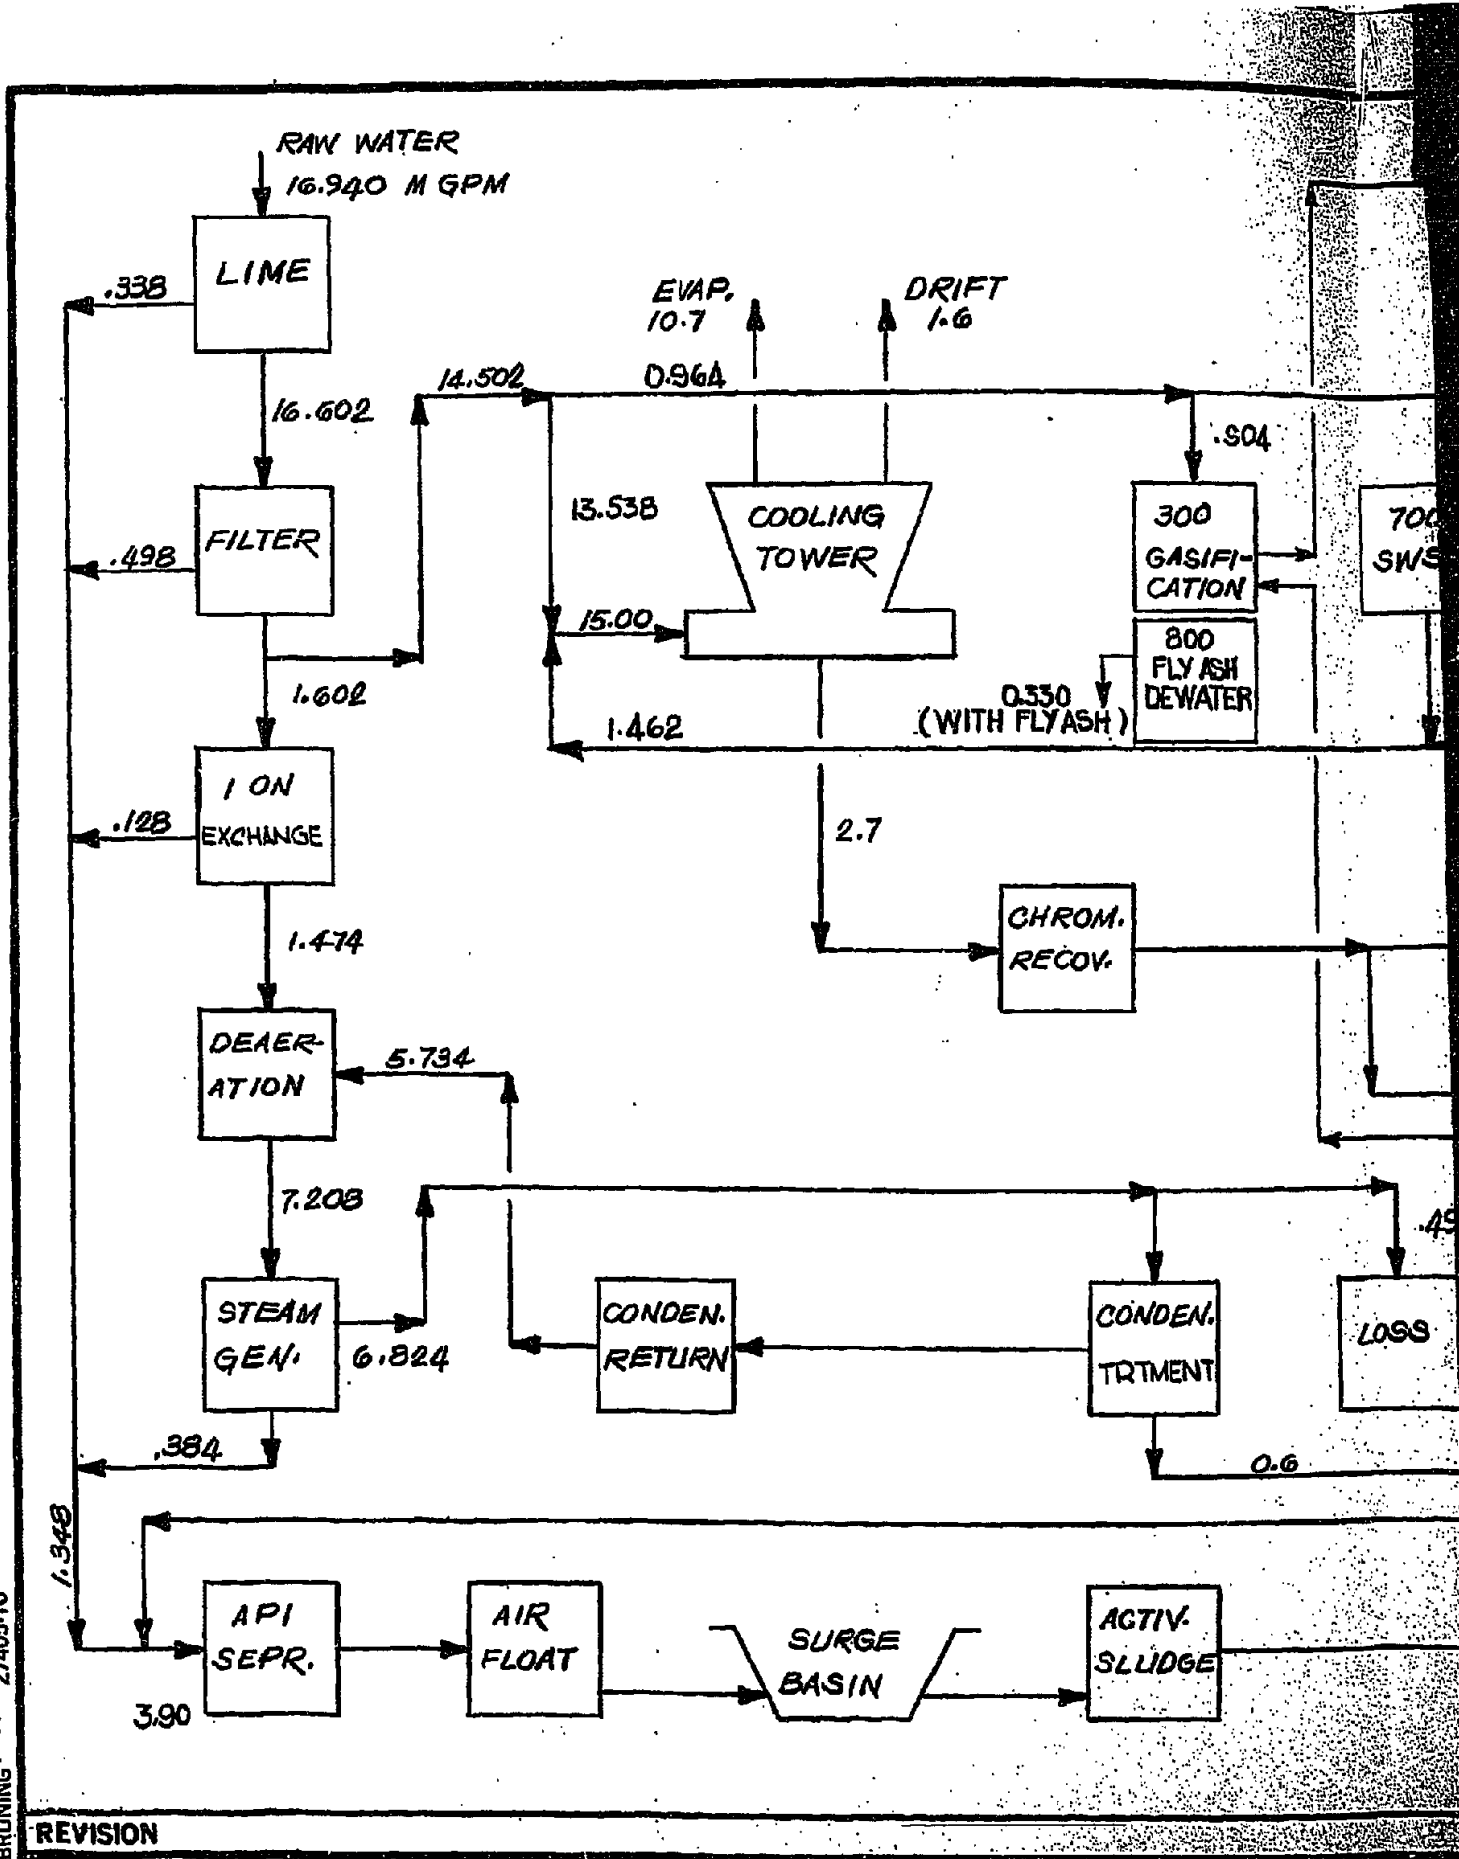 RAW WATER
16.940 M GPM
LIME
.338
EVAP.
10.7
DRIFT
1.6
14.502
0.964
16.602
.504
13.538
COOLING
TOWER
300
GASIFI-
CATION
700
SWS
FILTER
.498
15.00
800
FLY ASH
DEWATER
0.330
(WITH FLYASH)
1.602
1.462
I ON
EXCHANGE
.128
2.7
CHROM.
RECOV.
1.474
DEAER-
ATION
5.734
7.208
STEAM
GEN.
6.824
CONDEN.
RETURN
CONDEN.
TRTMENT
LOSS
.384
0.6
1.348
API
SEPR.
AIR
FLOAT
SURGE
BASIN
ACTIV.
SLUDGE
3.90
BRUNING
REVISION